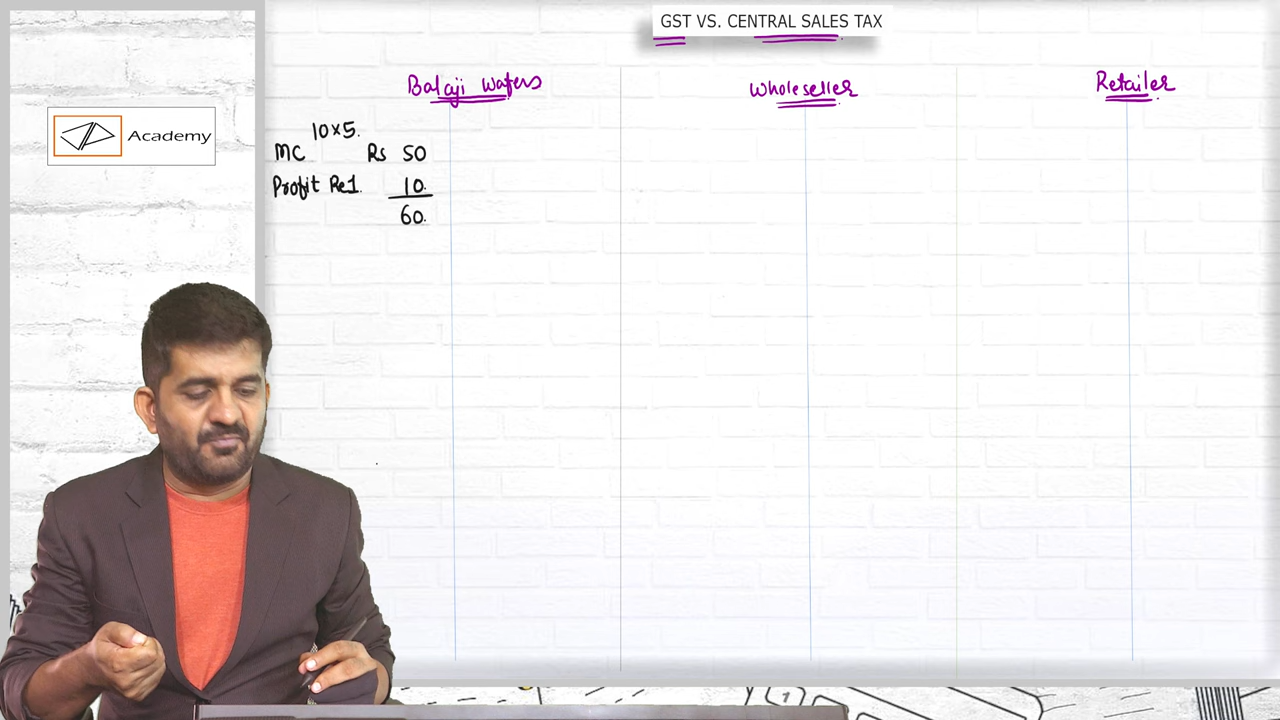 GST VS. CENTRAL SALES TAX
Balaji Wafers
Wholeseller
Retailer
Academy
10×5.
MC Rs 50
Profit Re1. 10.
60.